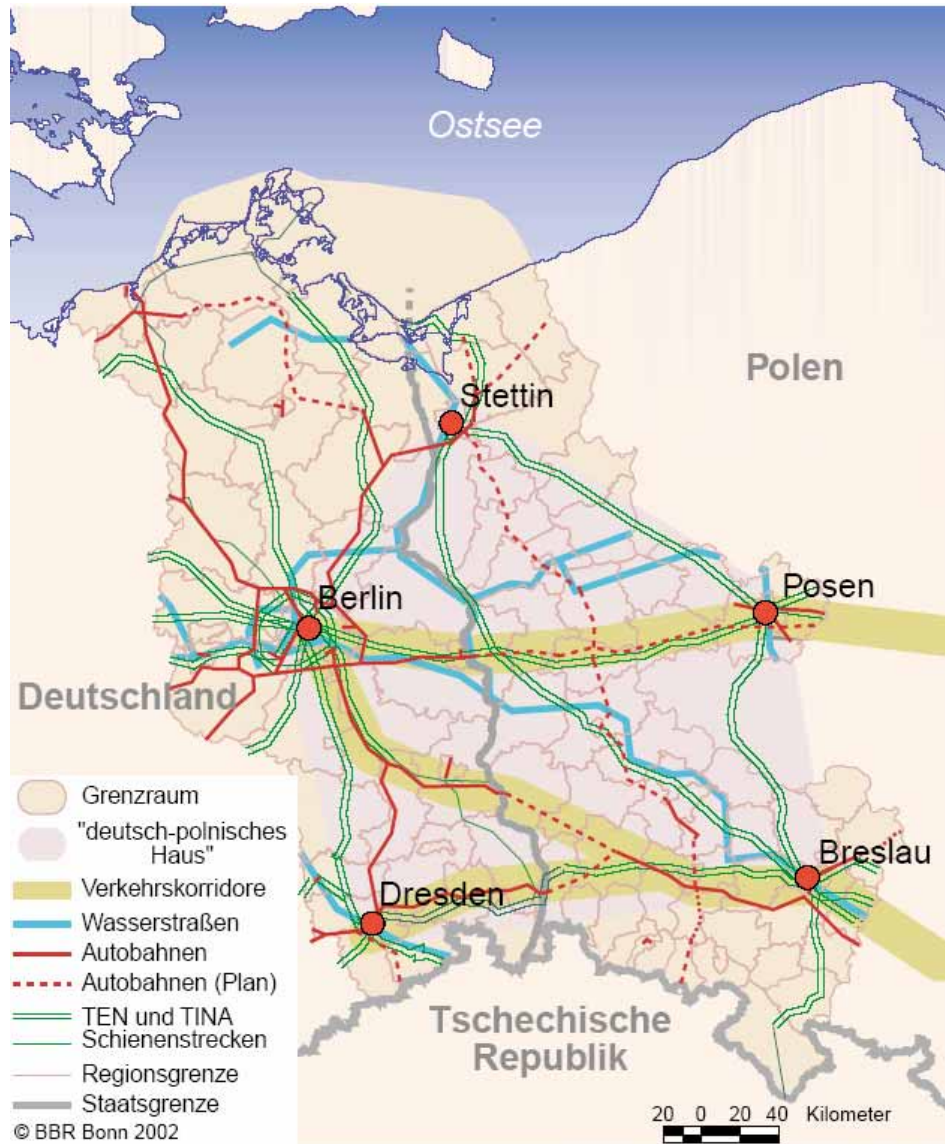 Ostsee
Polen
Stettin
Posen
Berlin
Deutschland
Grenzraum
"deutsch-polnisches
Haus"
Verkehrskorridore
Wasserstraßen
Autobahnen
Autobahnen (Plan)
TEN und TINA
Schienenstrecken
Regionsgrenze
Staatsgrenze
© BBR Bonn 2002
Breslau
Dresden
Tschechische
Republik
20 0 20 40 Kilometer